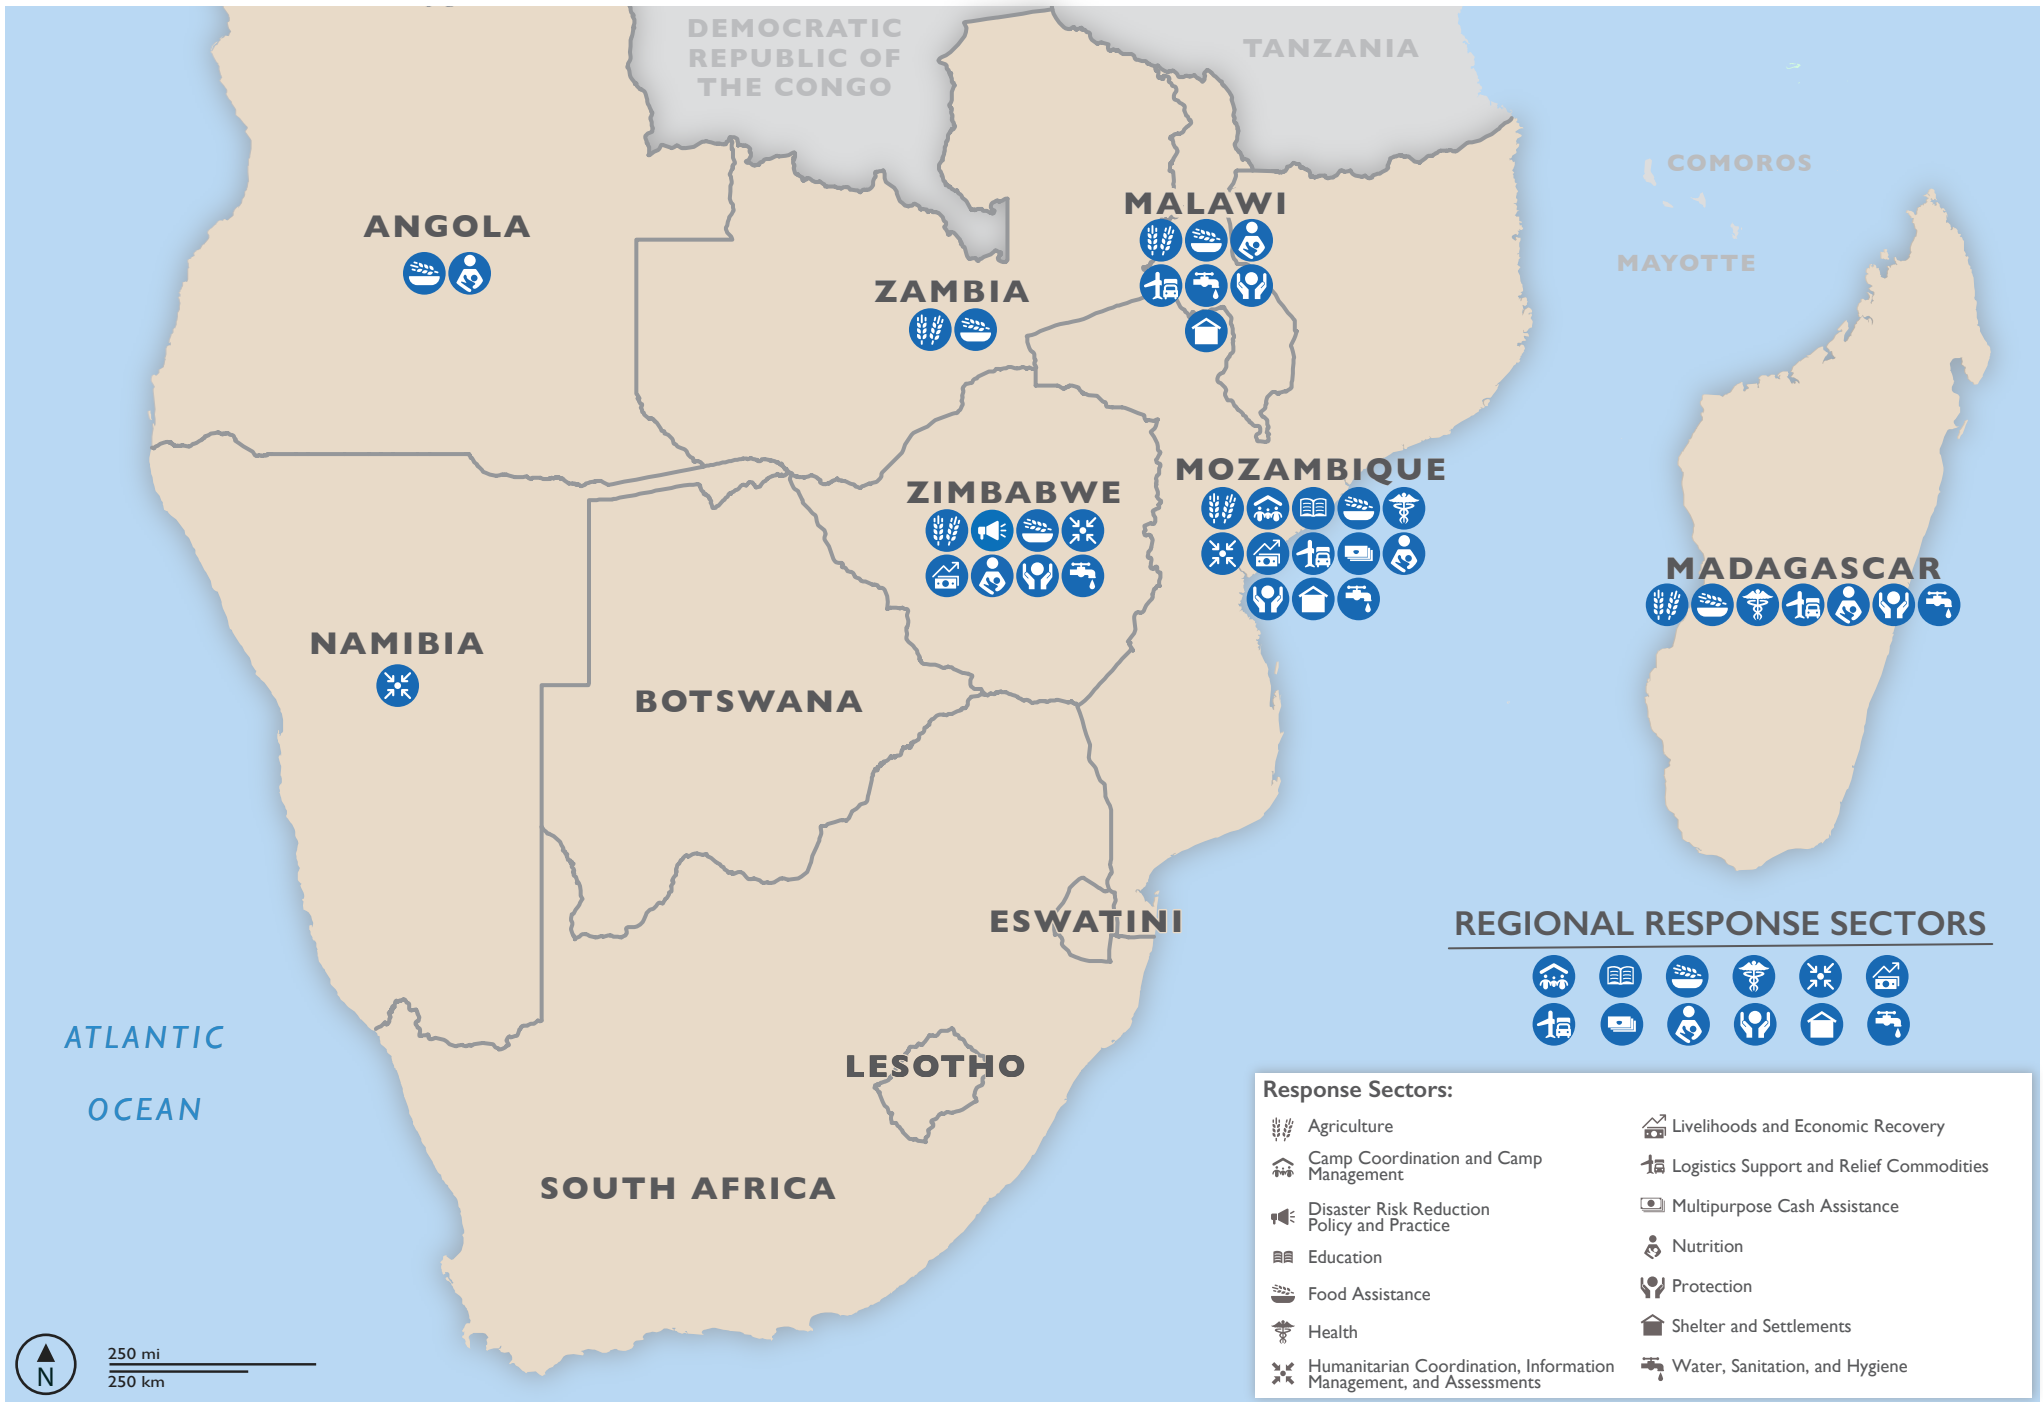 DEMOCRATIC
REPUBLIC OF
THE CONGO
TANZANIA
COMOROS
MAYOTTE
ANGOLA
MALAWI
ZAMBIA
MOZAMBIQUE
ZIMBABWE
MADAGASCAR
NAMIBIA
BOTSWANA
ESWATINI
LESOTHO
SOUTH AFRICA
ATLANTIC
OCEAN
REGIONAL RESPONSE SECTORS
Response Sectors:
Agriculture
Camp Coordination and Camp
Management
Disaster Risk Reduction
Policy and Practice
Education
Food Assistance
Health
Humanitarian Coordination, Information
Management, and Assessments
Livelihoods and Economic Recovery
Logistics Support and Relief Commodities
Multipurpose Cash Assistance
Nutrition
Protection
Shelter and Settlements
Water, Sanitation, and Hygiene
N
250 mi
250 km